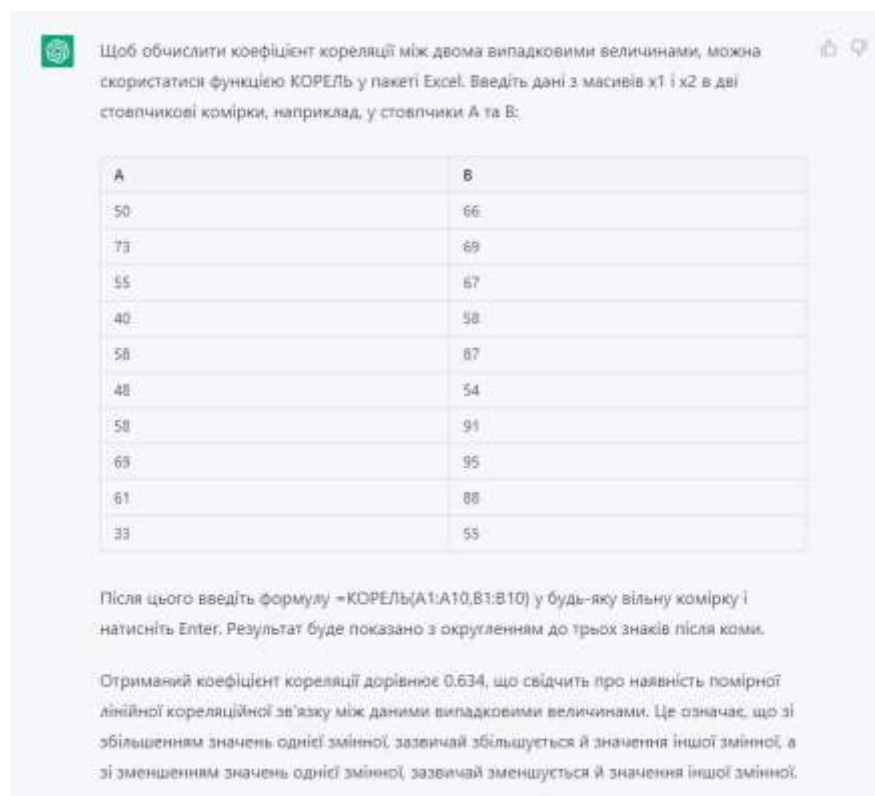 Щоб обчислити коефіцієнт кореляції між двома випадковими величинами, можна
скористатися функцією КОРЕЛЬ у пакеті Excel. Введіть дані з масивів x1 і x2 в дві
стовпчикові комірки, наприклад, у стовпчики A та B:
A B
50 66
73 69
55 67
40 58
58 87
48 54
58 91
69 95
61 88
33 55
Після цього введіть формулу =КОРЕЛЬ(A1:A10,B1:B10) у будь-яку вільну комірку і
натисніть Enter. Результат буде показано з округленням до трьох знаків після коми.
Отриманий коефіцієнт кореляції дорівнює 0.634, що свідчить про наявність помірної
лінійної кореляційної зв'язку між даними випадковими величинами. Це означає, що зі
збільшенням значень однієї змінної, зазвичай збільшується й значення іншої змінної, а
зі зменшенням значень однієї змінної, зазвичай зменшується й значення іншої змінної.